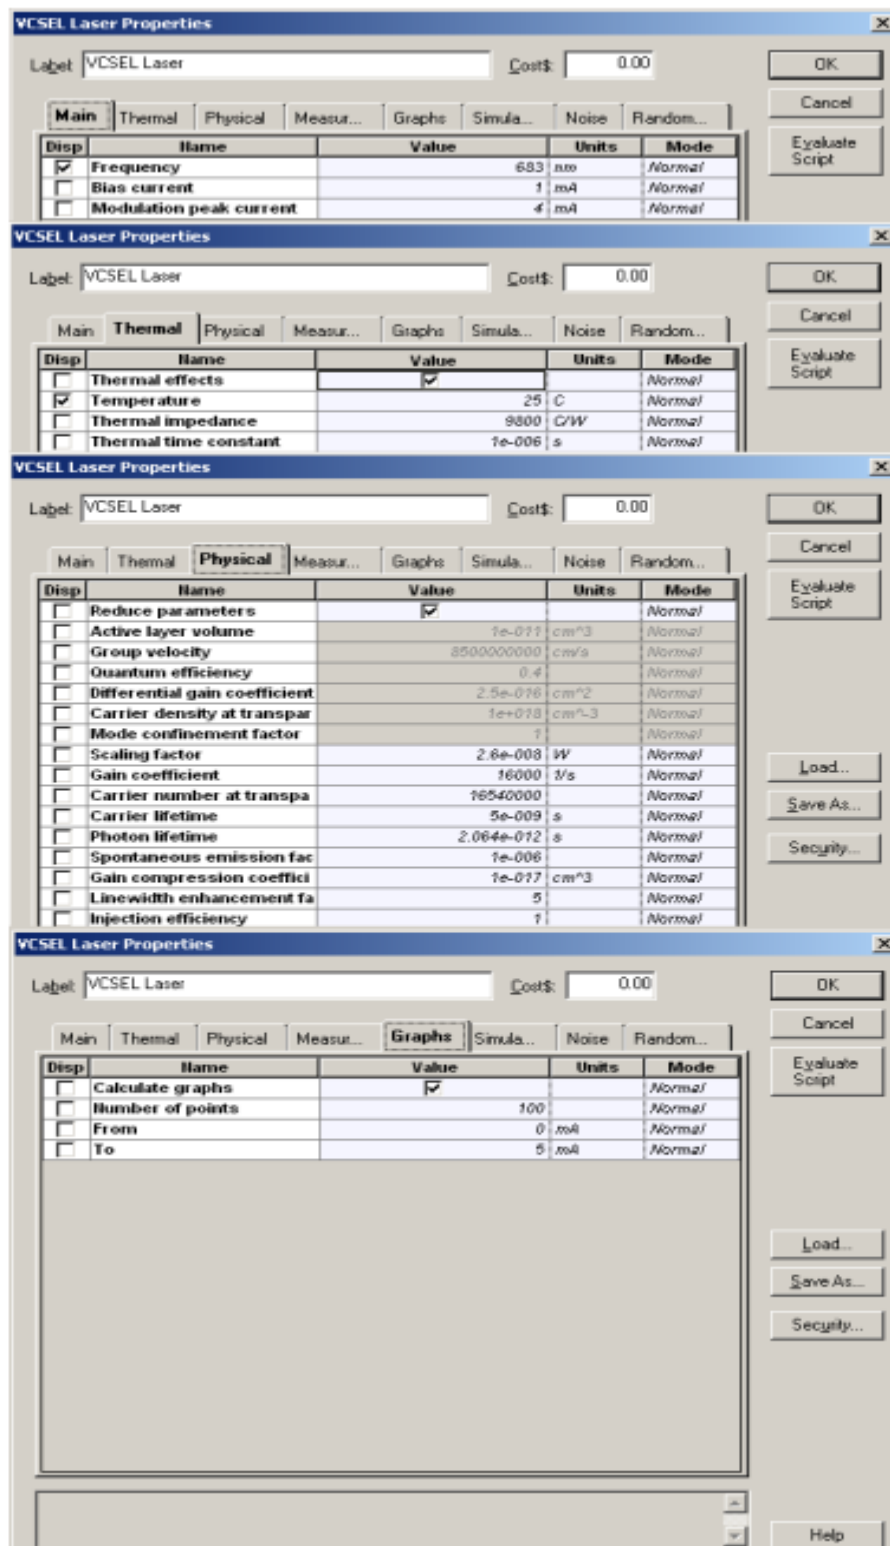 VCSEL Laser Properties
Label: VCSEL Laser Cost$: 0.00 OK
Cancel
Main Thermal Physical Measur... Graphs Simula... Noise Random...
Evaluate Script
Disp Name Value Units Mode
Frequency 683 nm Normal
Bias current 1 mA Normal
Modulation peak current 4 mA Normal
VCSEL Laser Properties
Label: VCSEL Laser Cost$: 0.00 OK
Cancel
Main Thermal Physical Measur... Graphs Simula... Noise Random...
Evaluate Script
Disp Name Value Units Mode
Thermal effects Normal
Temperature 25 C Normal
Thermal impedance 9800 C/W Normal
Thermal time constant 1e-006 s Normal
VCSEL Laser Properties
Label: VCSEL Laser Cost$: 0.00 OK
Cancel
Main Thermal Physical Measur... Graphs Simula... Noise Random...
Evaluate Script
Disp Name Value Units Mode
Reduce parameters Normal
Active layer volume 1e-011 cm^3 Normal
Group velocity 8500000000 cm/s Normal
Quantum efficiency 0.4 Normal
Differential gain coefficient 2.5e-016 cm^2 Normal
Carrier density at transpar 1e+018 cm^-3 Normal
Mode confinement factor 1 Normal
Scaling factor 2.6e-008 W Normal
Gain coefficient 16000 1/s Normal
Load...
Carrier number at transpa 16540000 Normal
Carrier lifetime 5e-009 s Normal
Save As...
Photon lifetime 2.064e-012 s Normal
Spontaneous emission fac 1e-006 Normal
Security...
Gain compression coeffici 1e-017 cm^3 Normal
Linewidth enhancement fa 5 Normal
Injection efficiency 1 Normal
VCSEL Laser Properties
Label: VCSEL Laser Cost$: 0.00 OK
Cancel
Main Thermal Physical Measur... Graphs Simula... Noise Random...
Evaluate Script
Disp Name Value Units Mode
Calculate graphs Normal
Number of points 100 Normal
From 0 mA Normal
To 5 mA Normal
Load...
Save As...
Security...
Help